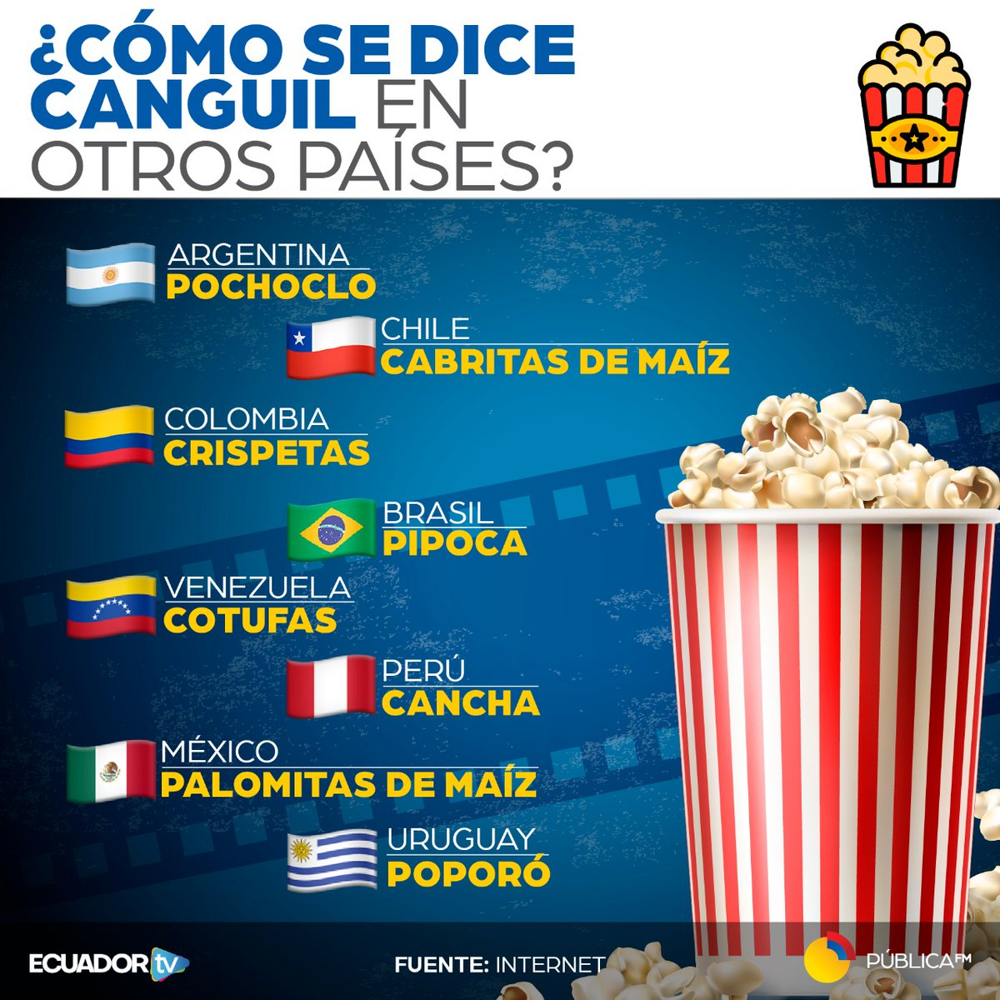 ¿CÓMO SE DICE
CANGUIL EN
OTROS PAÍSES?
ARGENTINA
POCHOCLO
CHILE
CABRITAS DE MAÍZ
COLOMBIA
CRISPETAS
BRASIL
PIPOCA
VENEZUELA
COTUFAS
PERÚ
CANCHA
MÉXICO
PALOMITAS DE MAÍZ
URUGUAY
POPORÓ
ECUADOR tv
FUENTE: INTERNET
PÚBLICA FM